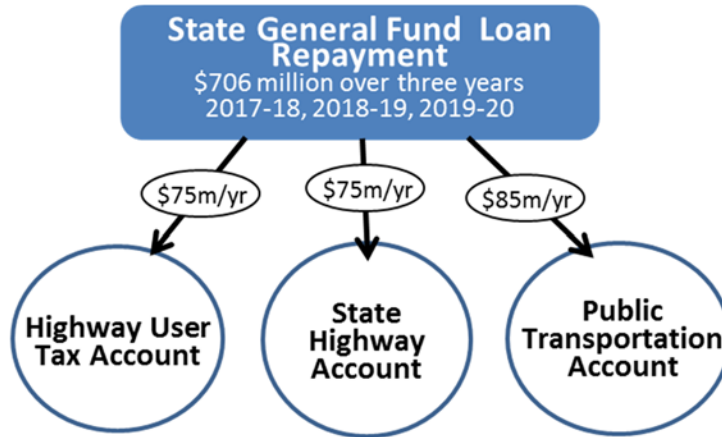 State General Fund Loan
Repayment
$706 million over three years
2017-18, 2018-19, 2019-20
$75m/yr
$75m/yr
$85m/yr
Highway User
Tax Account
State
Highway
Account
Public
Transportation
Account